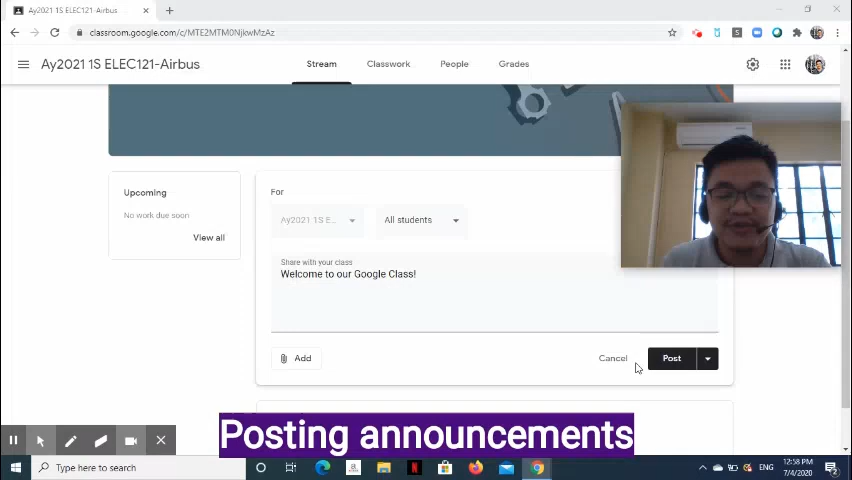 Ay2021 1S ELEC121-Airbus
classroom.google.com/c/MTE2MTM0NjkwMzAz
Ay2021 1S ELEC121-Airbus
Stream
Classwork
People
Grades
Upcoming
No work due soon
View all
For
Ay2021 1S E...
All students
Share with your class
Welcome to our Google Class!
Add
Cancel
Post
Posting announcements
Type here to search
ENG
12:58 PM
7/4/2020